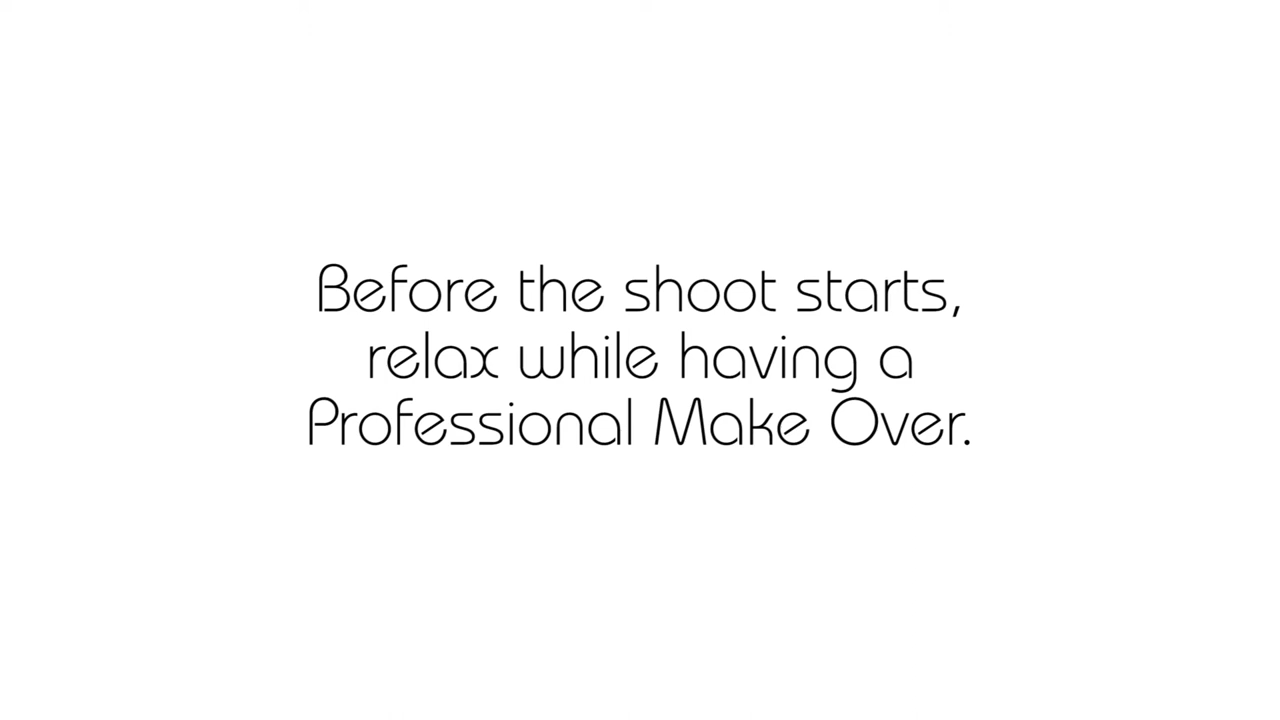 Before the shoot starts,
relax while having a
Professional Make Over.